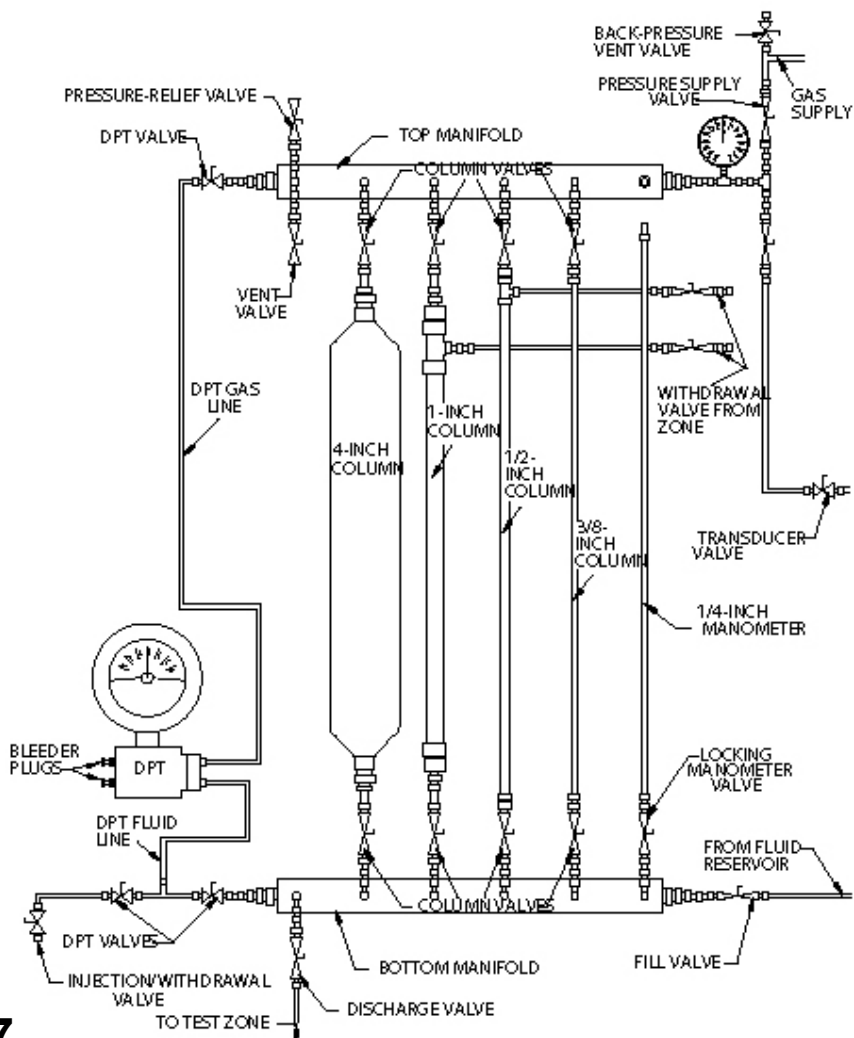 BACK-PRESSURE
VENT VALVE
PRESSURE SUPPLY
VALVE
GAS
SUPPLY
PRESSURE-RELIEF VALVE
DPT VALVE
TOP MANIFOLD
COLUMN VALVES
VENT
VALVE
DPT GAS
LINE
WITHDRAWAL
VALVE FROM
ZONE
4-INCH
COLUMN
1-INCH
COLUMN
1/2-
INCH
COLUMN
3/8-
INCH
COLUMN
TRANSDUCER
VALVE
1/4-INCH
MANOMETER
BLEEDER
PLUGS
DPT
LOCKING
MANOMETER
VALVE
DPT FLUID
LINE
FROM FLUID
RESERVOIR
COLUMN VALVES
DPT VALVES
BOTTOM MANIFOLD
FILL VALVE
INJECTION/WITHDRAWAL
VALVE
DISCHARGE VALVE
TO TEST ZONE
7